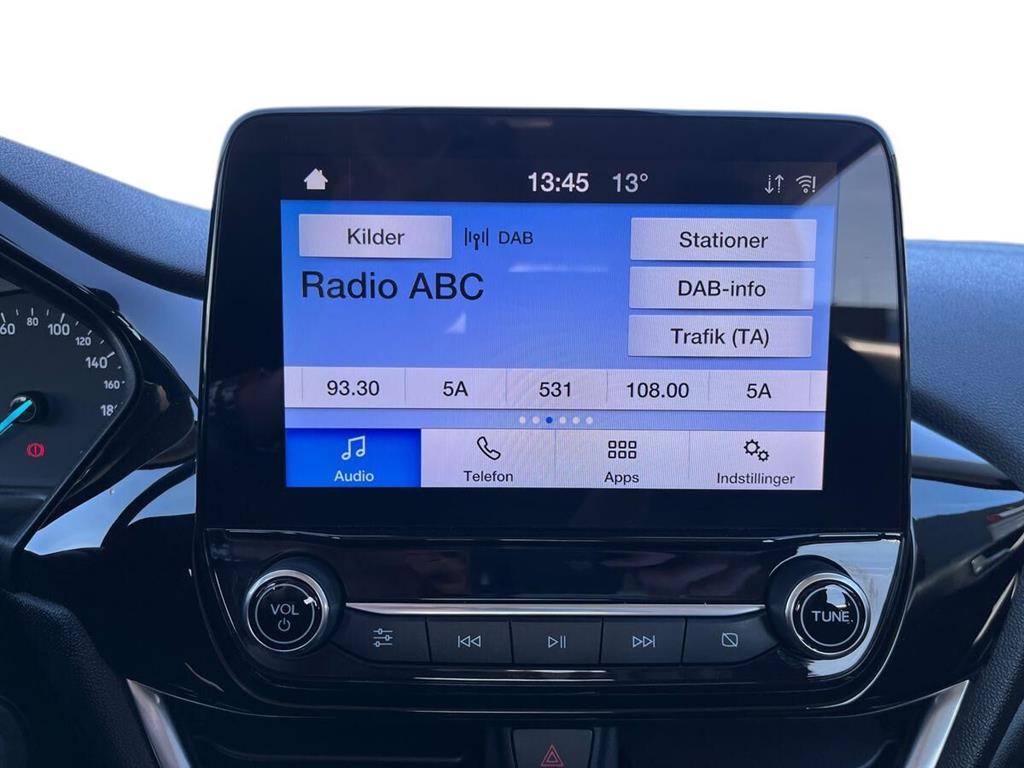 13:45 13°
Kilder DAB Stationer
Radio ABC DAB-info
Trafik (TA)
93.30 5A 531 108.00 5A
Audio Telefon Apps Indstillinger
60 80 100 120 140 160
VOL TUNE